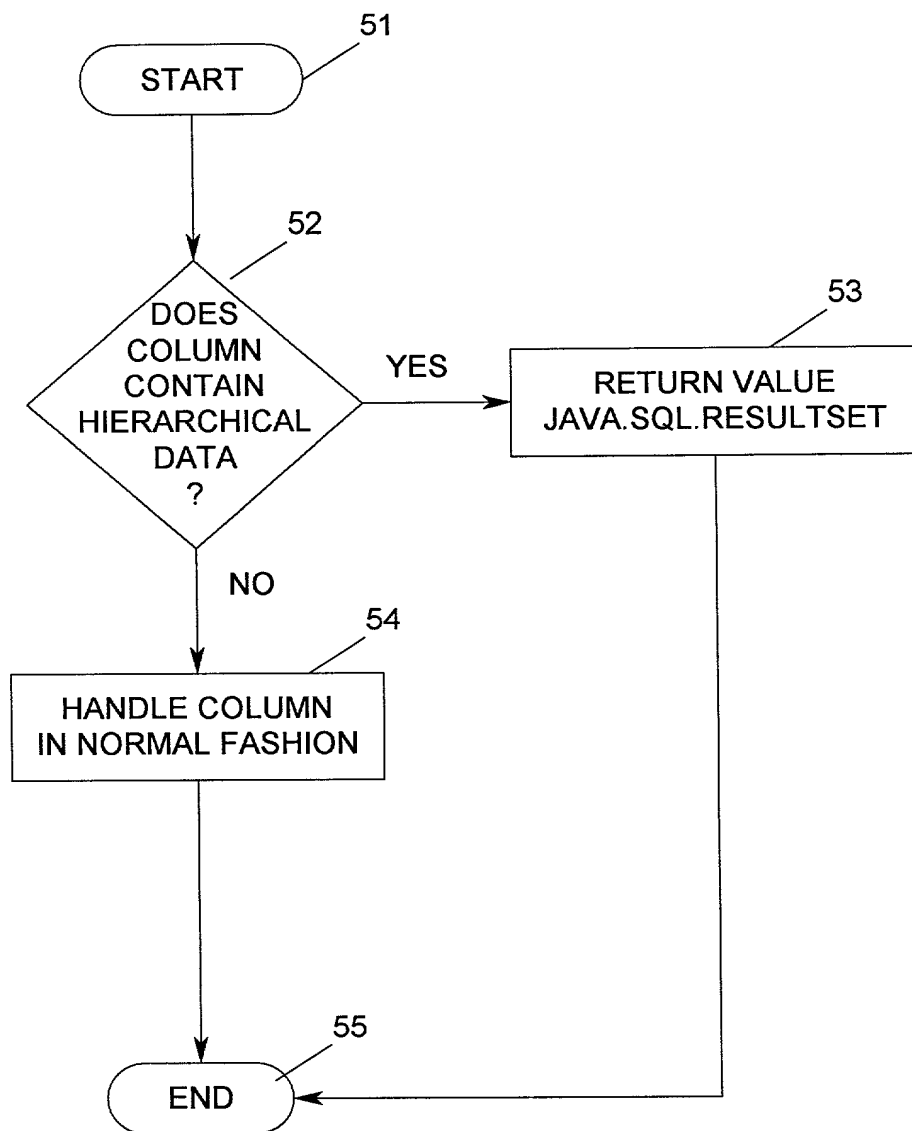 51
START
52
DOES
COLUMN
CONTAIN
HIERARCHICAL
DATA
?
YES
53
RETURN VALUE
JAVA.SQL.RESULTSET
NO
54
HANDLE COLUMN
IN NORMAL FASHION
55
END